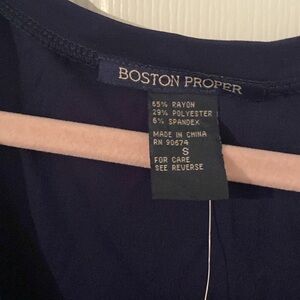 BOSTON PROPER
65% RAYON
29% POLYESTER
6% SPANDEX
MADE IN CHINA
RN 90674
S
FOR CARE
SEE REVERSE